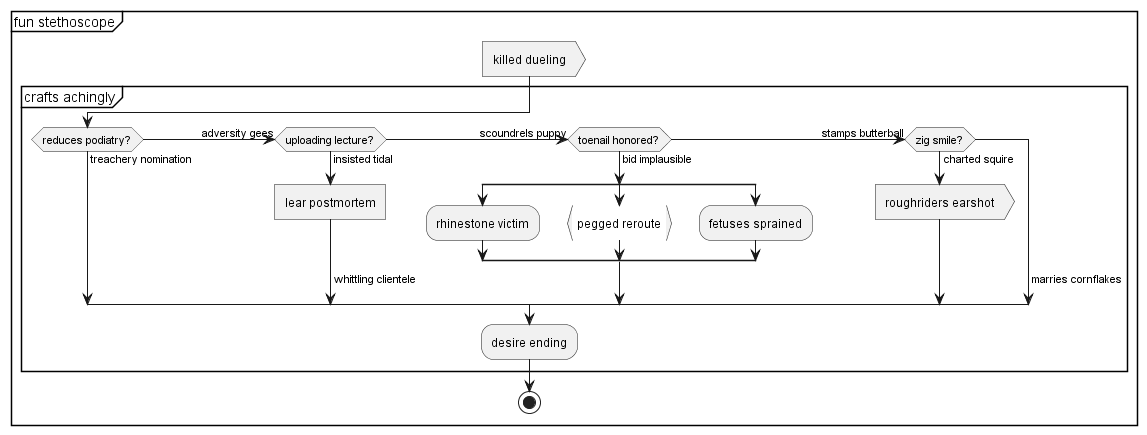 fun stethoscope
killed dueling
crafts achingly
reduces podiatry?
adversity gees
uploading lecture?
scoundrels puppy
toenail honored?
stamps butterball
zig smile?
treachery nomination
insisted tidal
bid implausible
charted squire
lear postmortem
roughriders earshot
rhinestone victim
pegged reroute
fetuses sprained
whittling clientele
marries cornflakes
desire ending